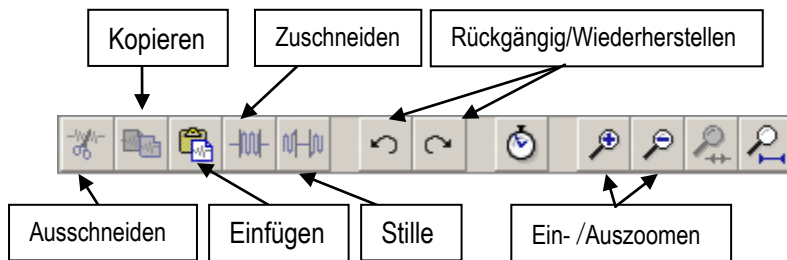 Kopieren
Zuschneiden
Rückgängig/Wiederherstellen
Ausschneiden
Einfügen
Stille
Ein- /Auszoomen